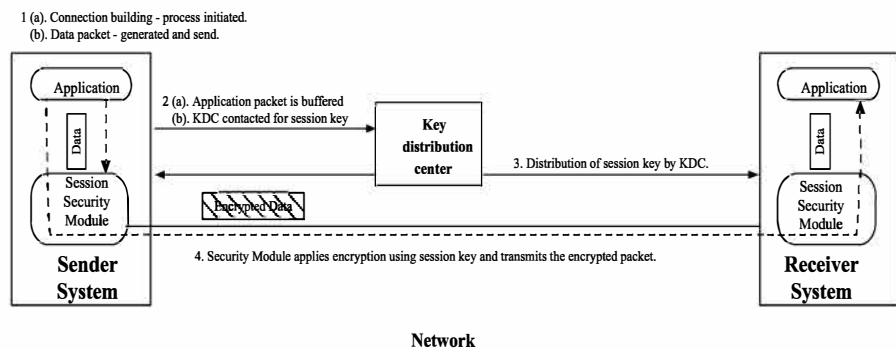 1 (a). Connection building - process initiated.
(b). Data packet - generated and send.
Application
Data
Session
Security
Module
Sender
System
2 (a). Application packet is buffered
(b). KDC contacted for session key
Key
distribution
center
3. Distribution of session key by KDC.
Encrypted Data
4. Security Module applies encryption using session key and transmits the encrypted packet.
Application
Data
Session
Security
Module
Receiver
System
Network